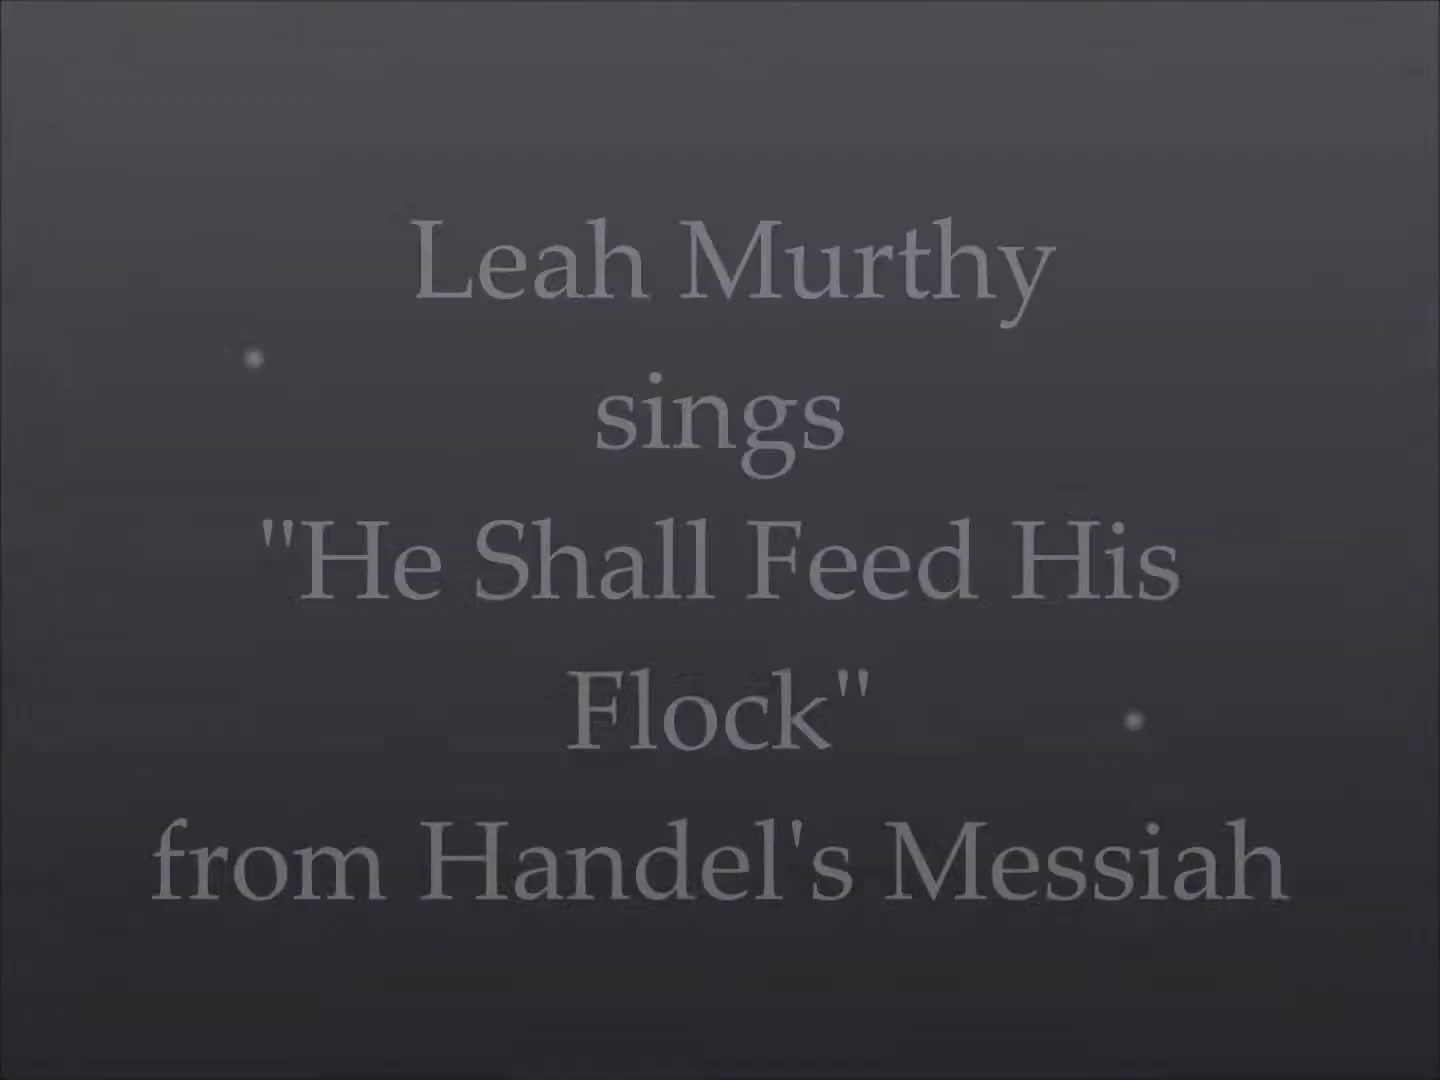 Leah Murthy
sings
"He Shall Feed His
Flock"
from Handel's Messiah